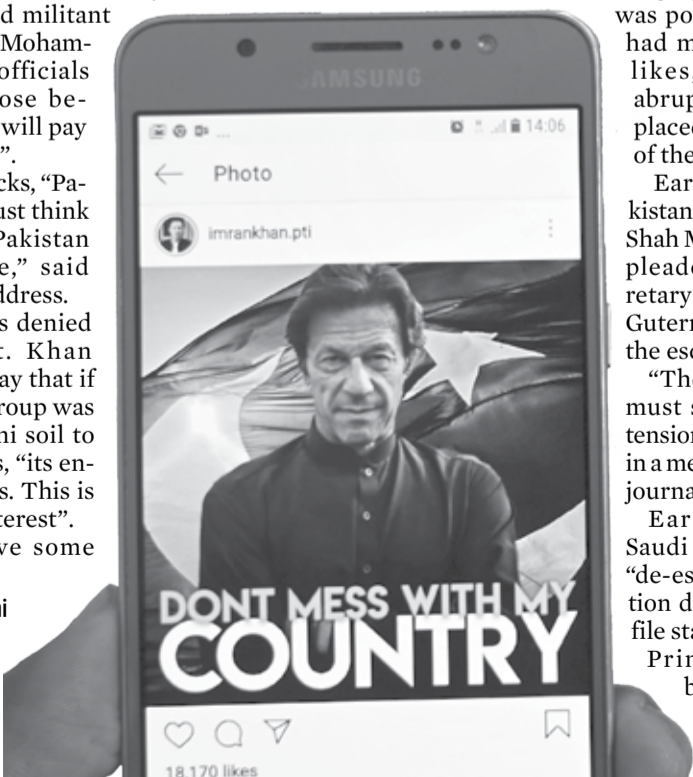 d militant
Moham-
officials
ose be-
will pay
”.
cks, “Pa-
ust think
Pakistan
e,” said
ddress.
s denied
t. Khan
ay that if
roup was
ni soil to
s, “its en-
s. This is
terest”.
ve some
ni
SAMSUNG
14:06
Photo
imrankhan.pti
DONT MESS WITH MY
COUNTRY
18,170 likes
was po
had m
likes,
abrup
placed
of the
Ear
kistan
Shah M
pleade
retary
Guterr
the esc
“The
must s
tension
in a me
journa
Ear
Saudi
“de-es
tion d
file sta
Prin
b